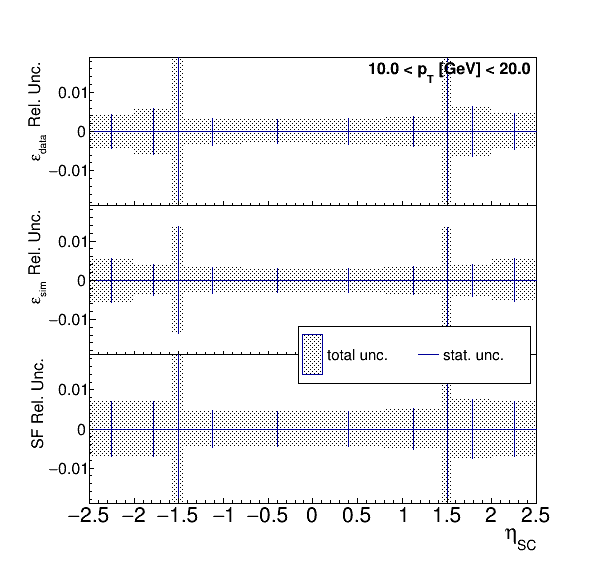 10.0 < p_T [GeV] < 20.0
ε_data Rel. Unc.
0.01
0
−0.01
ε_sim Rel. Unc.
0.01
0
−0.01
total unc. stat. unc.
SF Rel. Unc.
0.01
0
−0.01
−2.5 −2 −1.5 −1 −0.5 0 0.5 1 1.5 2 2.5
η_SC